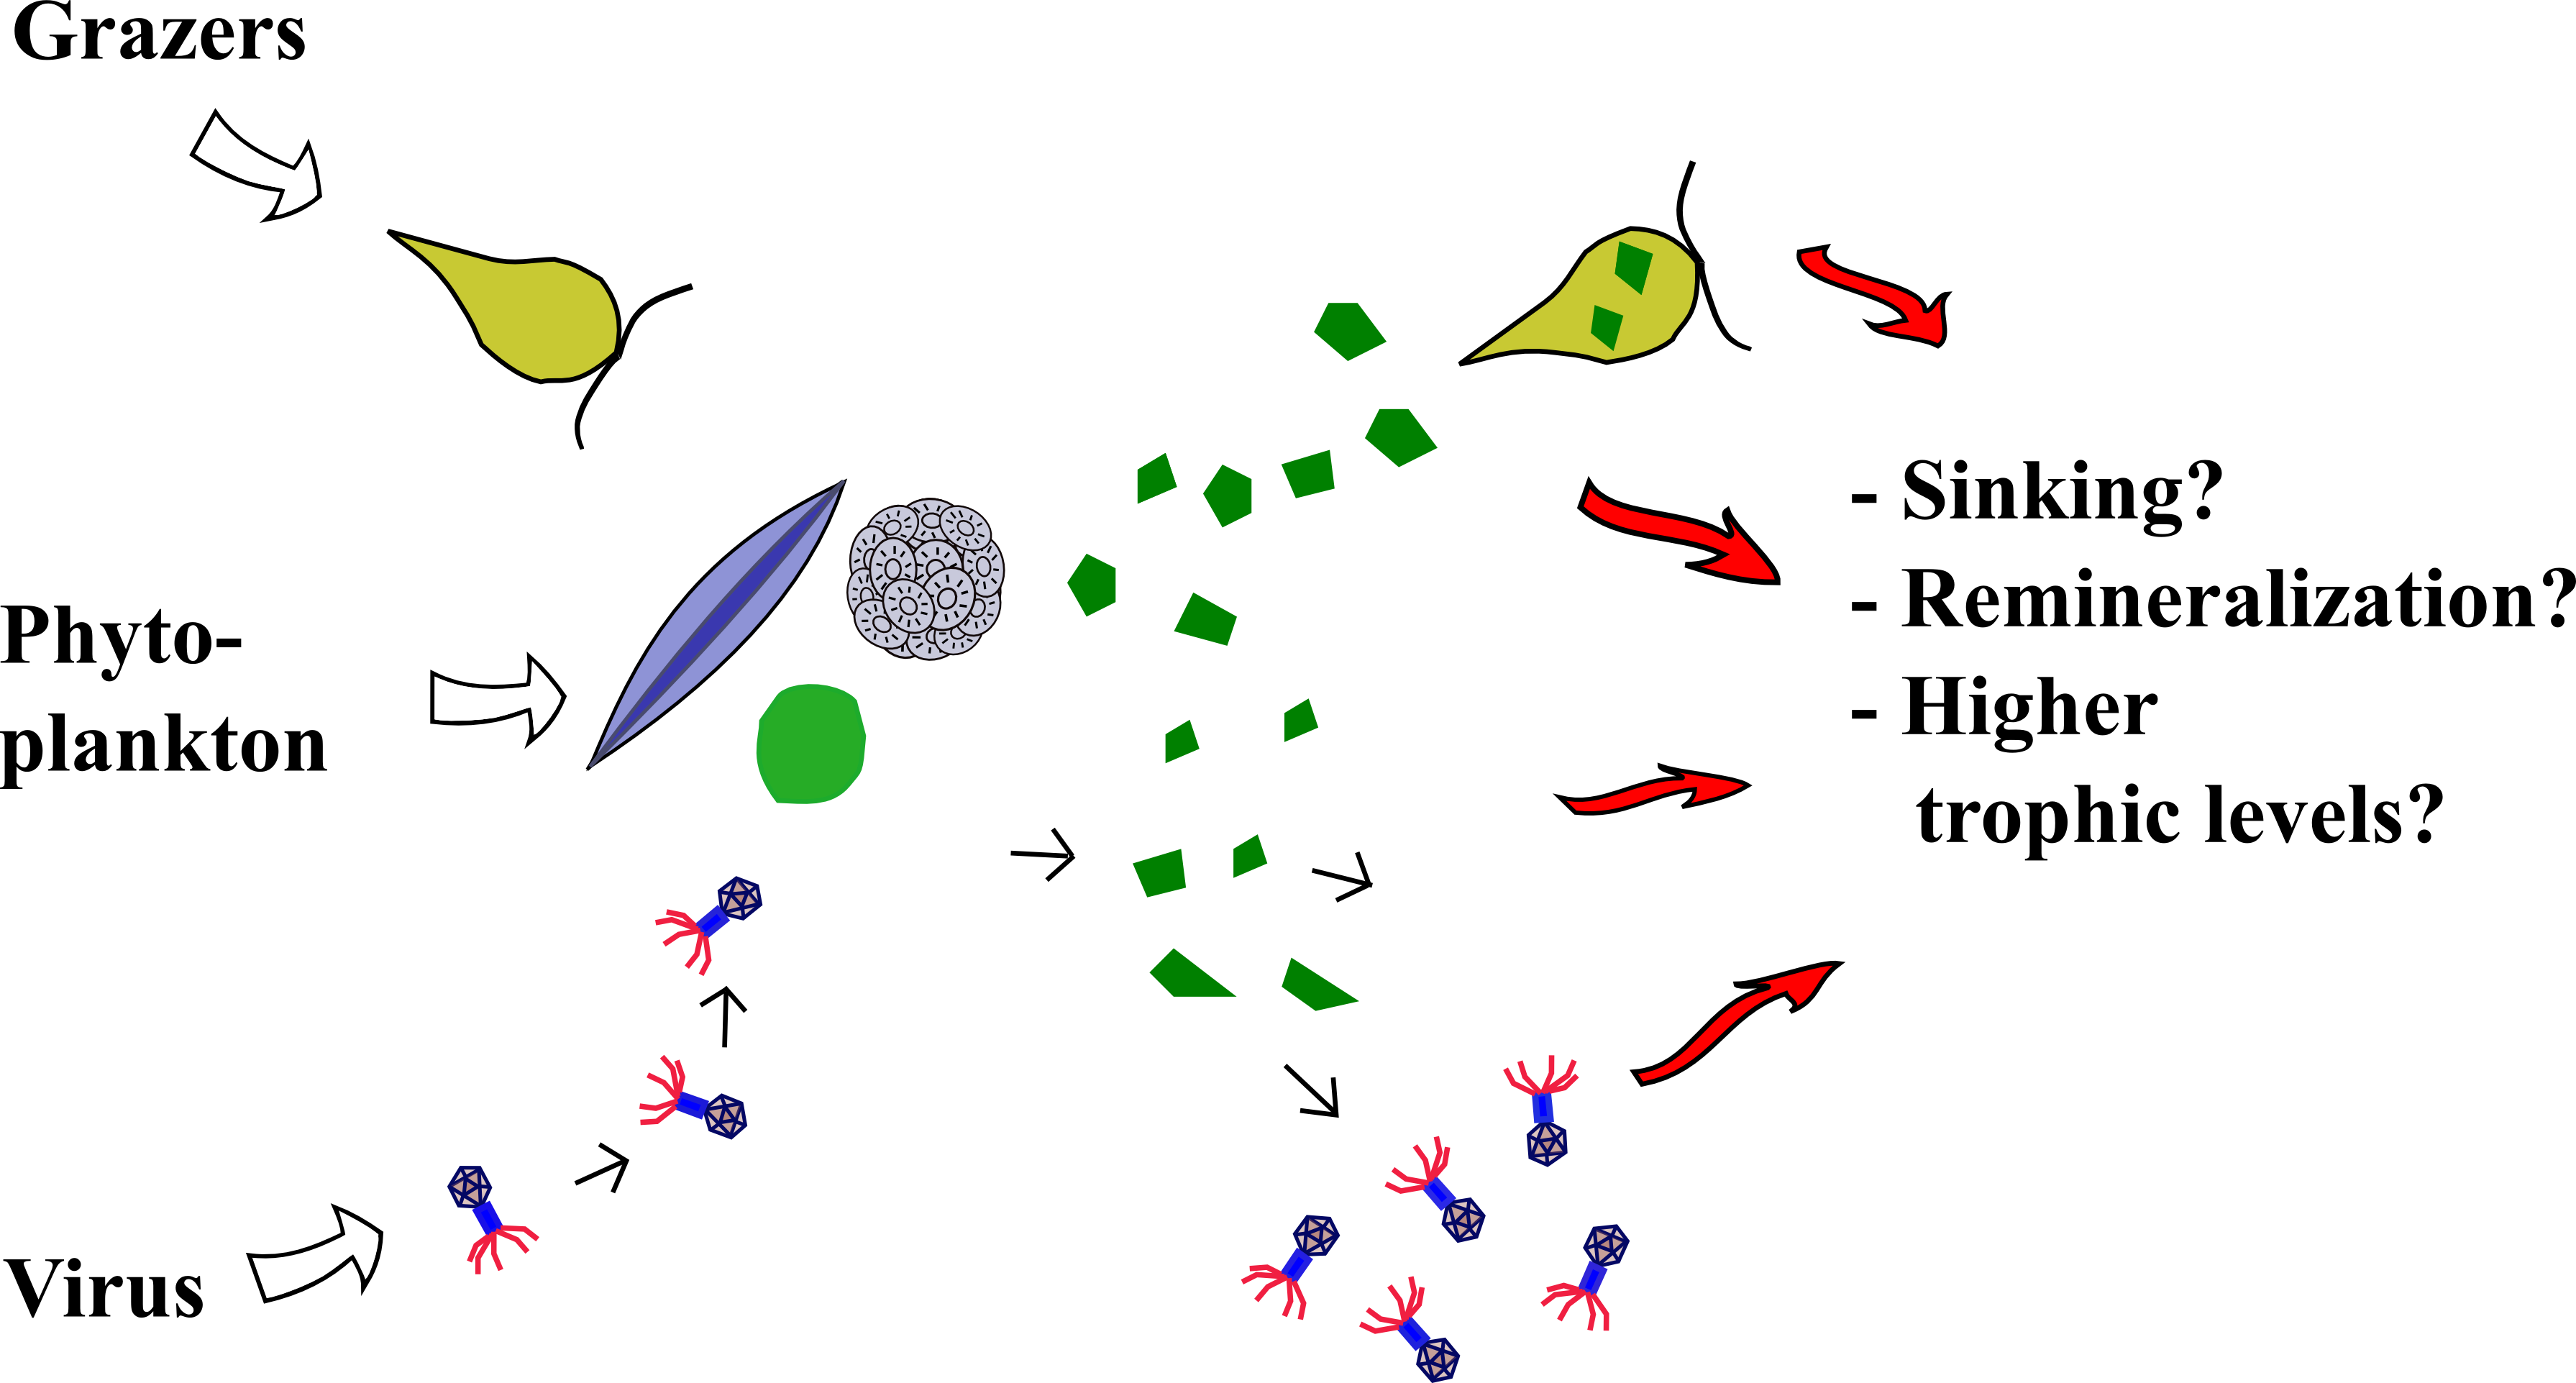 Grazers
Phyto-
plankton
Virus
- Sinking?
- Remineralization?
- Higher
trophic levels?